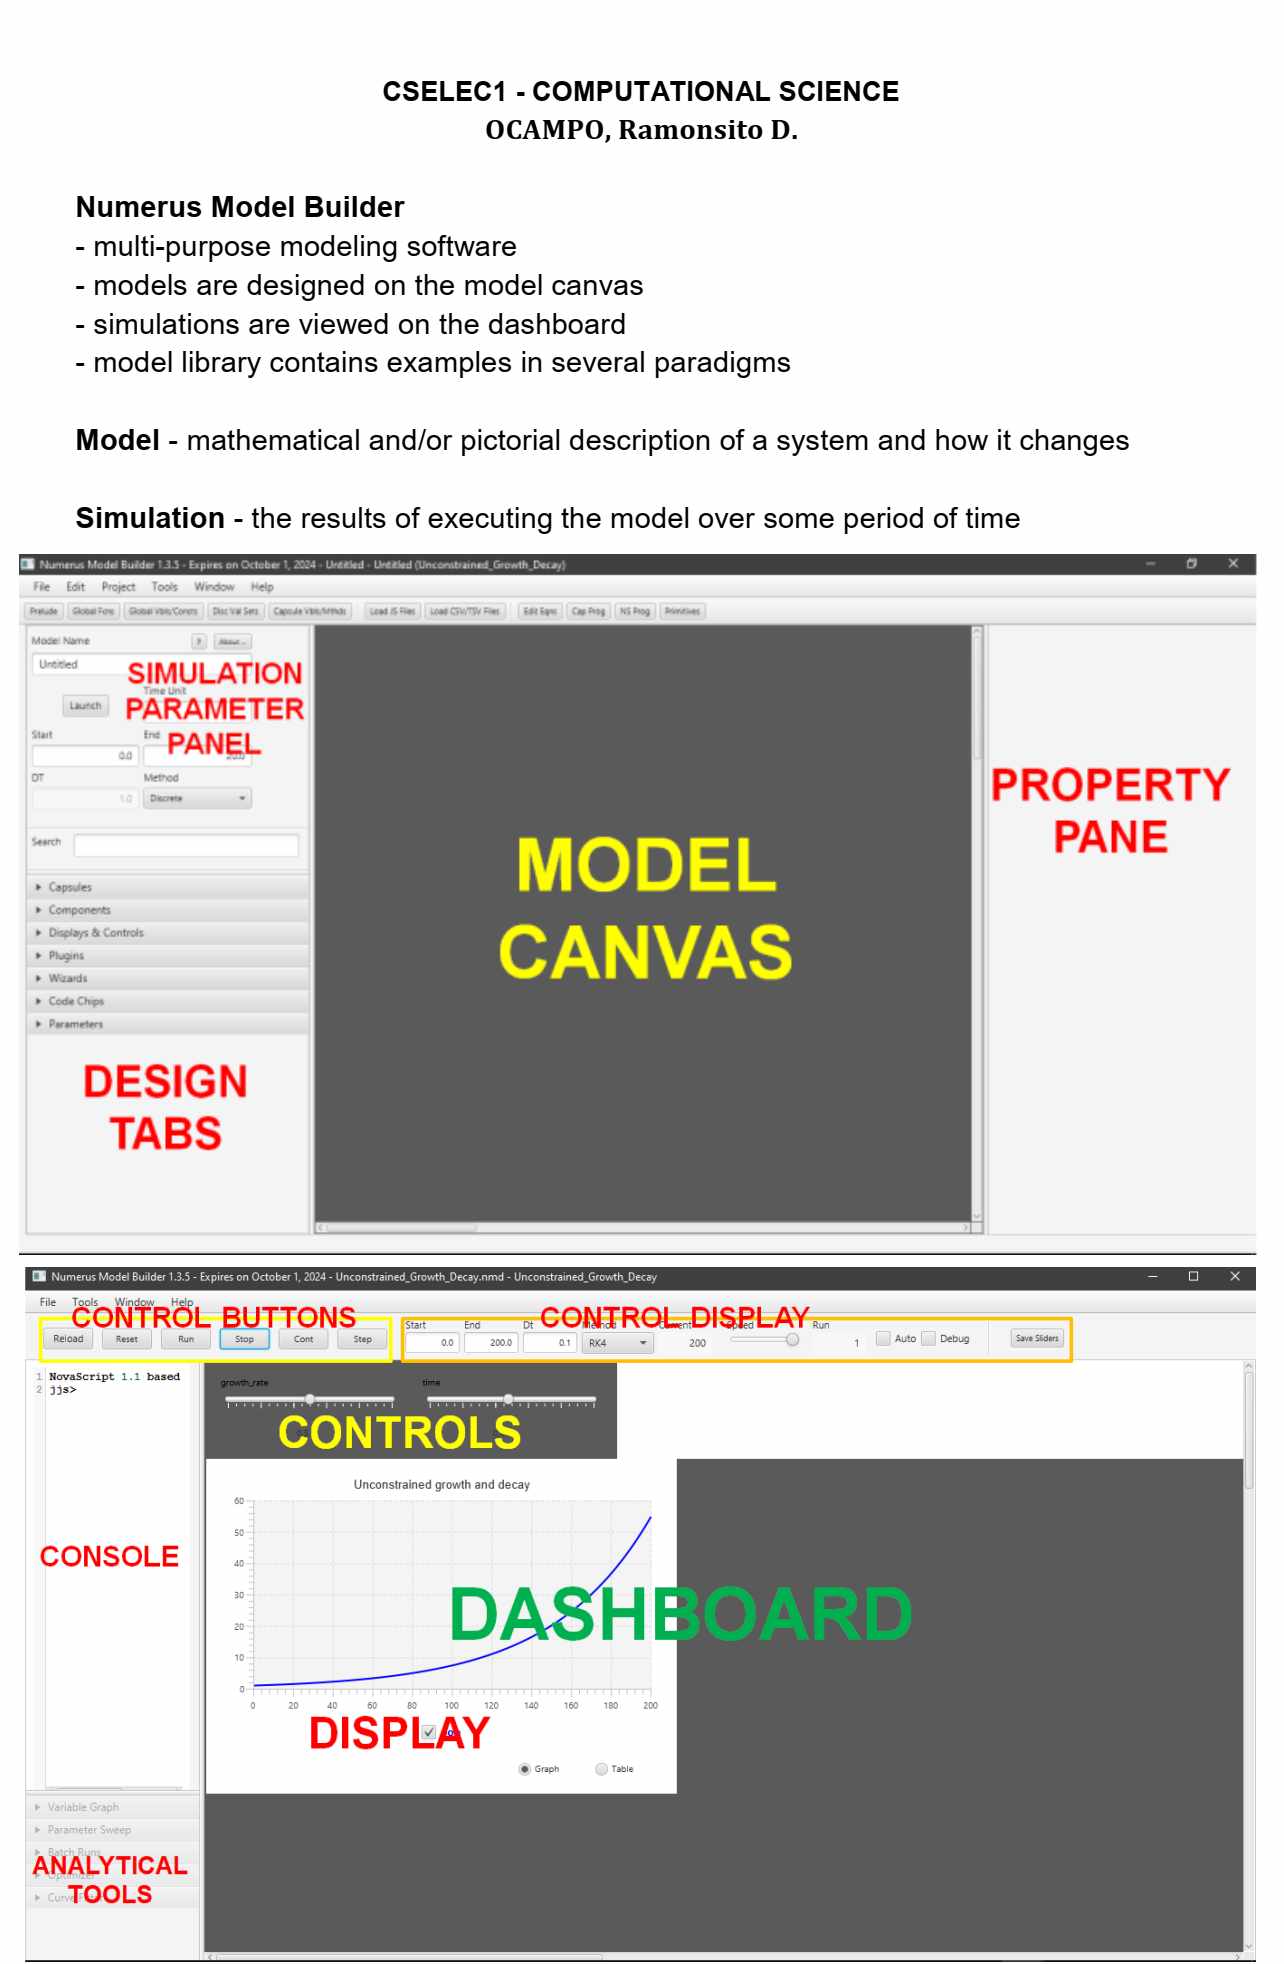 CSELEC1 - COMPUTATIONAL SCIENCE
OCAMPO, Ramonsito D.
Numerus Model Builder
- multi-purpose modeling software
- models are designed on the model canvas
- simulations are viewed on the dashboard
- model library contains examples in several paradigms
Model - mathematical and/or pictorial description of a system and how it changes
Simulation - the results of executing the model over some period of time
Numerus Model Builder 1.3.5 - Expires on October 1, 2024 - Untitled - Untitled (Unconstrained_Growth_Decay)
File Edit Project Tools Window Help
Prelude Global Fcns Global Vbls/Consts Disc Val Sets Capsule Vbls/Mthds Load JS Files Load CSV/TSV Files Edit Eqns Cap Prog NS Prog Primitives
Model Name ? About...
Untitled
SIMULATION
Time Unit
Launch
PARAMETER
Start End
PANEL
0.0 20.0
DT Method
1.0 Discrete
Search
Capsules
Components
Displays & Controls
Plugins
Wizards
Code Chips
Parameters
DESIGN
TABS
MODEL
CANVAS
PROPERTY
PANE
Numerus Model Builder 1.3.5 - Expires on October 1, 2024 - Unconstrained_Growth_Decay.nmd - Unconstrained_Growth_Decay
File Tools Window Help
CONTROL BUTTONS
CONTROL DISPLAY
Reload Reset Run Stop Cont Step
Start End Dt Method Current Speed Run
0.0 200.0 0.1 RK4 200 1 Auto Debug Save Sliders
1 NovaScript 1.1 based
2 jjs>
CONSOLE
growth_rate time
CONTROLS
Unconstrained growth and decay
60
50
40
30
20
10
0
0 20 40 60 80 100 120 140 160 180 200
DASHBOARD
DISPLAY
Graph Table
Variable Graph
Parameter Sweep
Batch Runs
ANALYTICAL
Optimizer
TOOLS